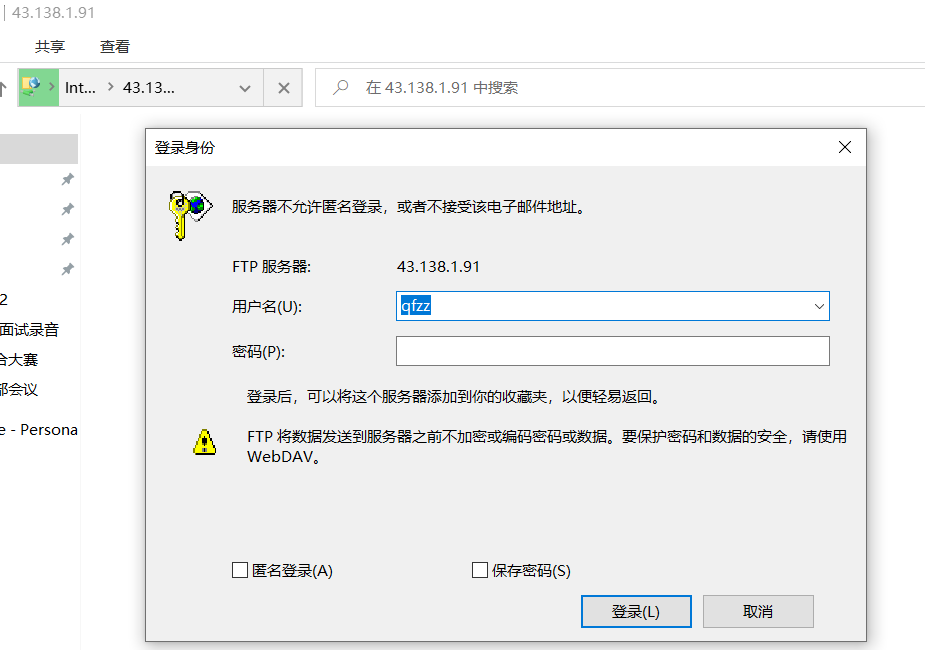 43.138.1.91
共享 查看
Int... 43.13... 在 43.138.1.91 中搜索
登录身份
服务器不允许匿名登录，或者不接受该电子邮件地址。
FTP 服务器: 43.138.1.91
用户名(U): qfzz
密码(P):
登录后，可以将这个服务器添加到你的收藏夹，以便轻易返回。
FTP 将数据发送到服务器之前不加密或编码密码或数据。要保护密码和数据的安全，请使用
WebDAV。
匿名登录(A) 保存密码(S)
登录(L) 取消
2
面试录音
合大赛
部会议
e - Persona